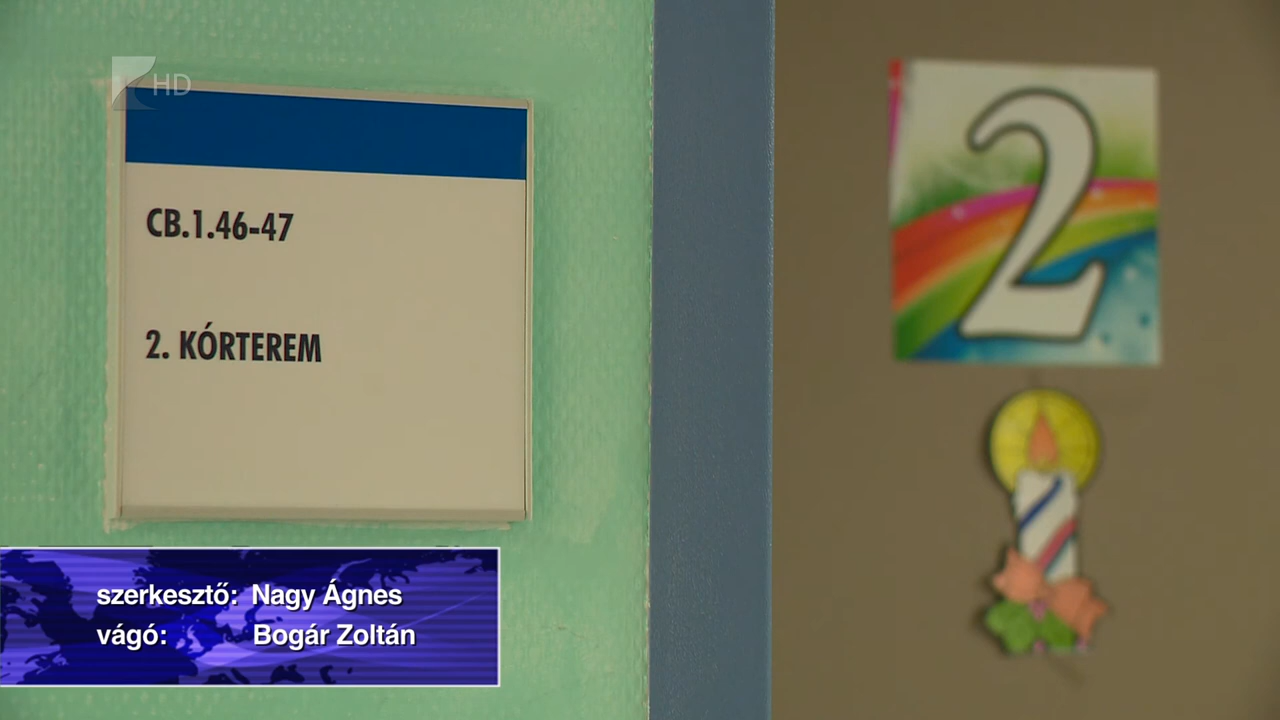 HD
CB.1.46-47
2. KÓRTEREM
2
szerkesztő: Nagy Ágnes
vágó: Bogár Zoltán